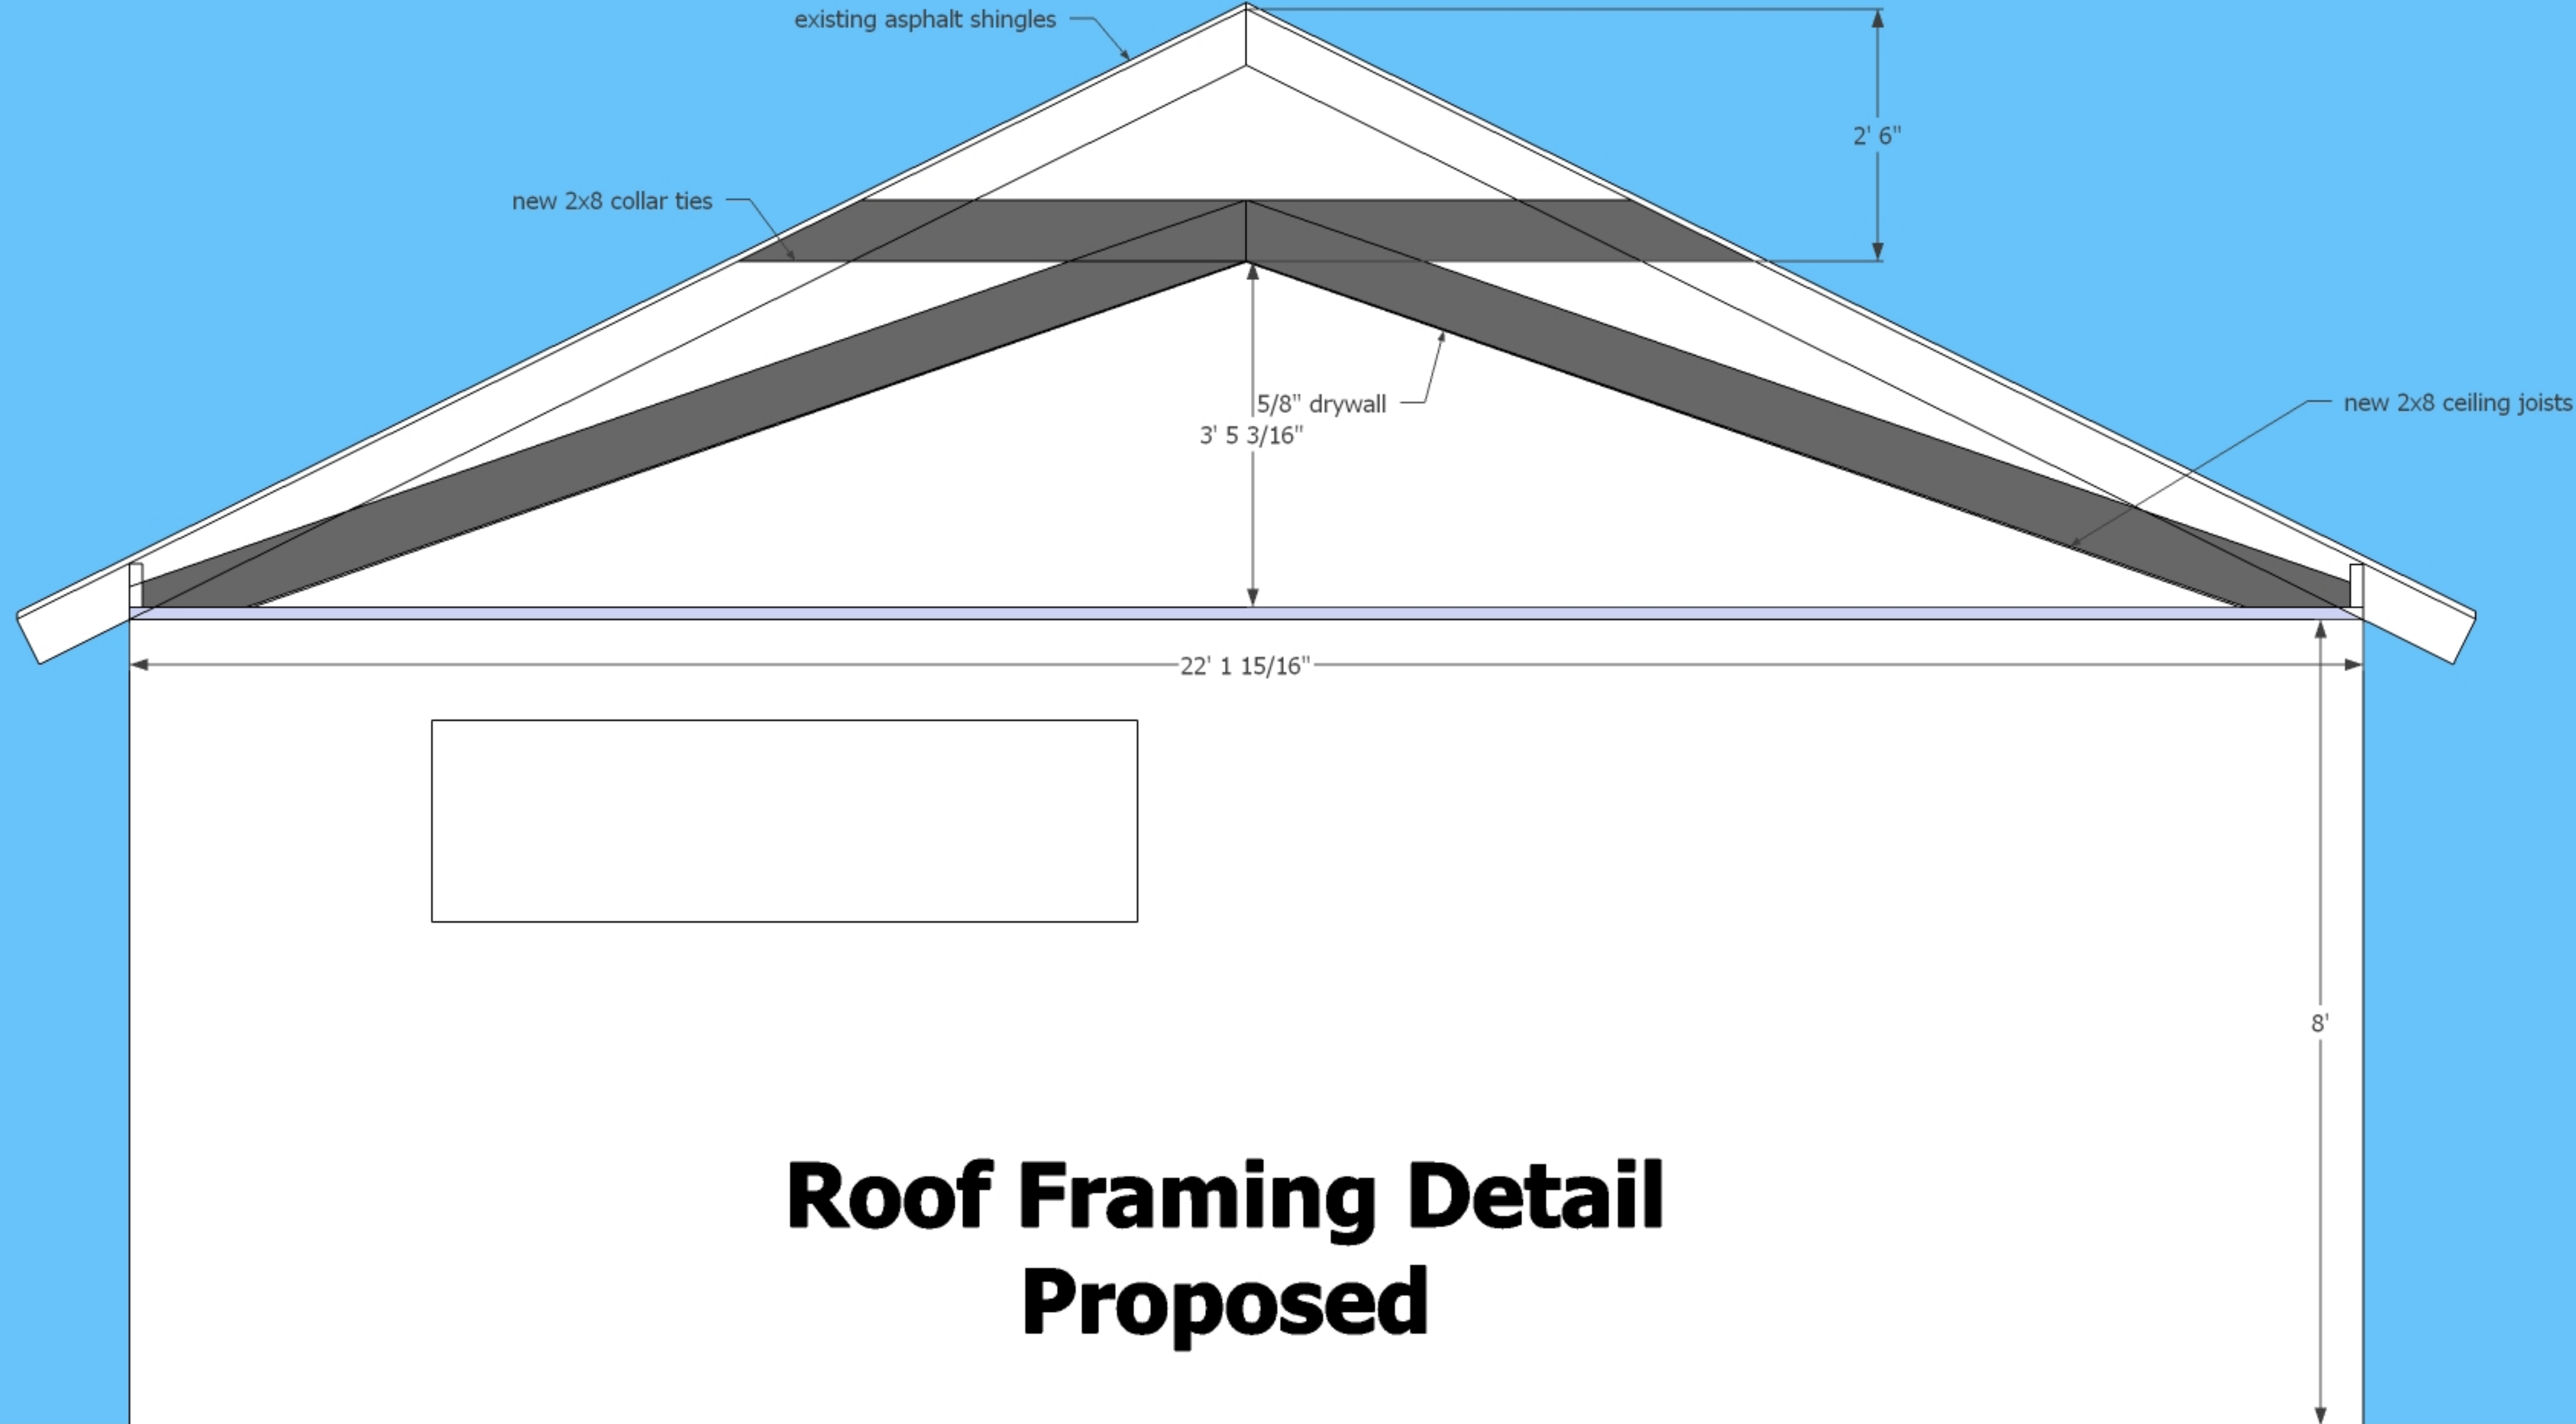 existing asphalt shingles
2' 6"
new 2x8 collar ties
5/8" drywall
new 2x8 ceiling joists
3' 5 3/16"
22' 1 15/16"
8'
Roof Framing Detail
Proposed